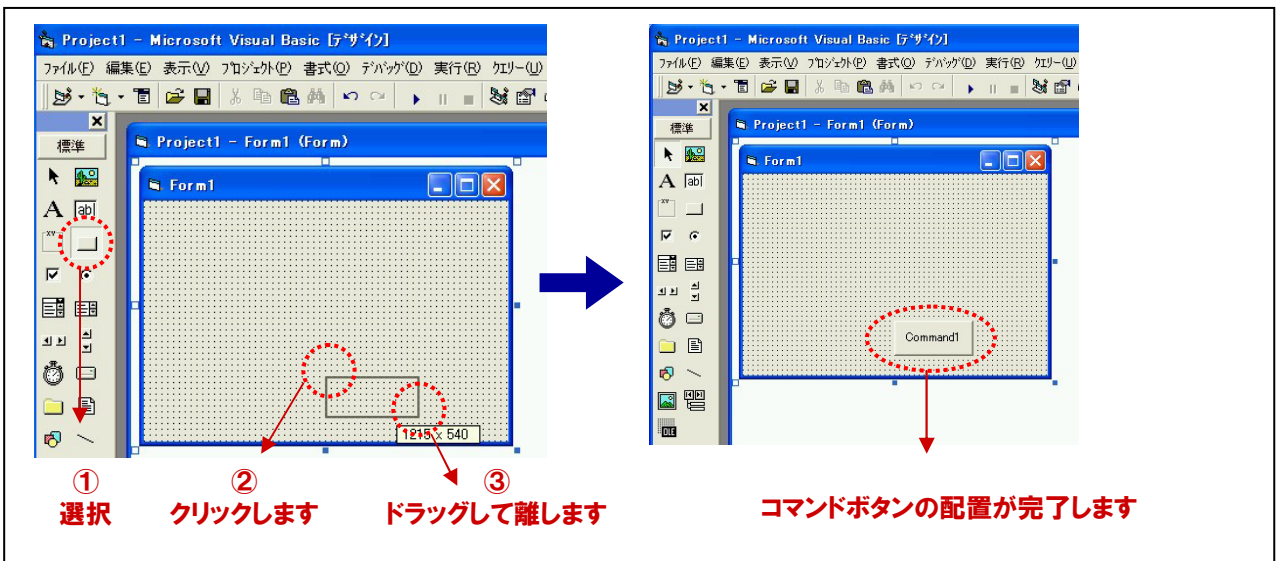 Project1 - Microsoft Visual Basic [ﾃﾞｻﾞｲﾝ]
ﾌｧｲﾙ(F) 編集(E) 表示(V) ﾌﾟﾛｼﾞｪｸﾄ(P) 書式(O) ﾃﾞﾊﾞｯｸﾞ(D) 実行(R) ｸｴﾘｰ(U)
標準
Project1 - Form1 (Form)
Form1
A
ab|
XY
1215 x 540
①
選択
②
クリックします
③
ドラッグして離します
Project1 - Microsoft Visual Basic [ﾃﾞｻﾞｲﾝ]
ﾌｧｲﾙ(F) 編集(E) 表示(V) ﾌﾟﾛｼﾞｪｸﾄ(P) 書式(O) ﾃﾞﾊﾞｯｸﾞ(D) 実行(R) ｸｴﾘｰ(U)
標準
Project1 - Form1 (Form)
Form1
A
ab|
XY
Command1
OLE
コマンドボタンの配置が完了します